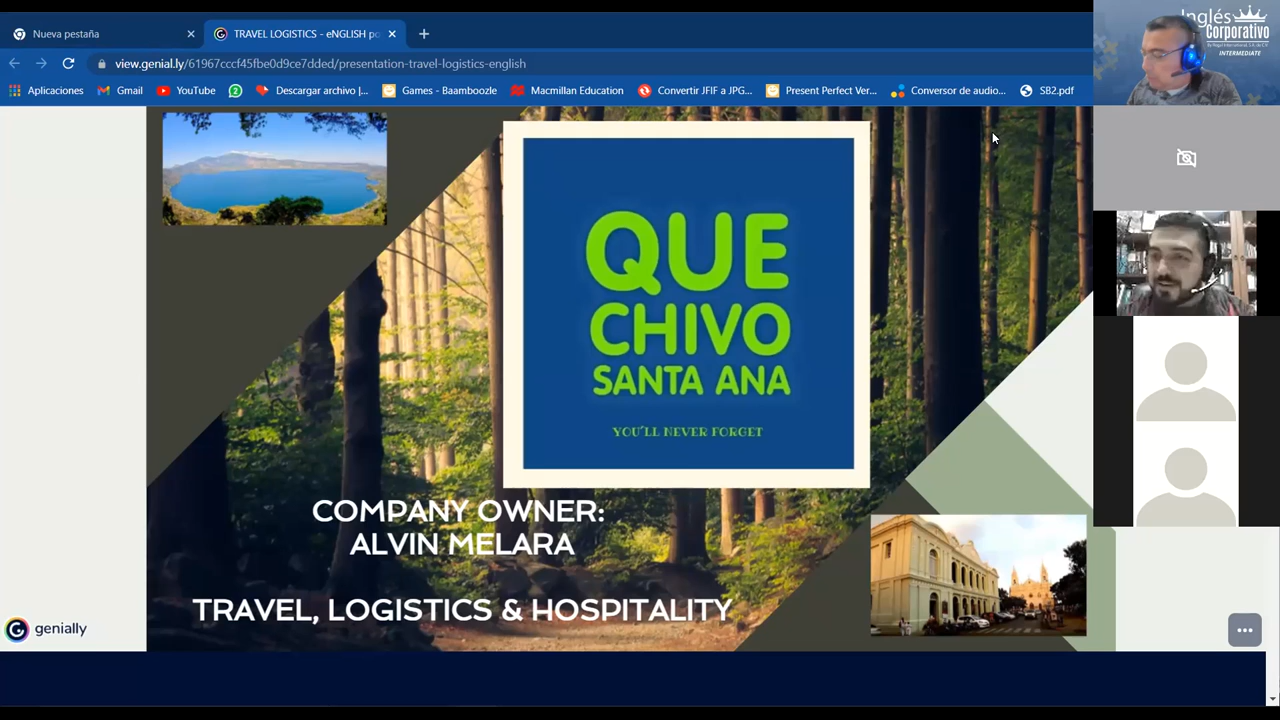 Nueva pestaña
TRAVEL LOGISTICS - eNGLISH po
view.genial.ly/61967cccf45fbe0d9ce7dded/presentation-travel-logistics-english
Aplicaciones
Gmail
YouTube
2
Descargar archivo |...
Games - Baamboozle
Macmillan Education
Convertir JFIF a JPG...
Present Perfect Ver...
Conversor de audio...
SB2.pdf
Inglés
Corporativo
INTERMEDIATE
QUE
CHIVO
SANTA ANA
YOU'LL NEVER FORGET
COMPANY OWNER:
ALVIN MELARA
TRAVEL, LOGISTICS & HOSPITALITY
genially